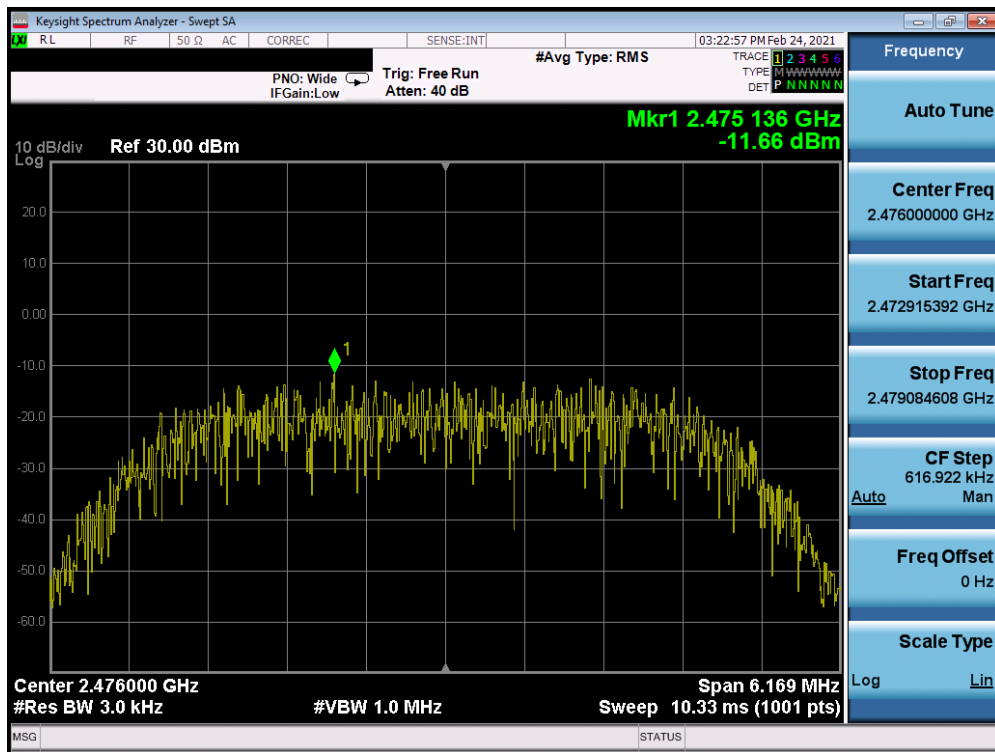 Keysight Spectrum Analyzer - Swept SA
LXI RL RF 50 Ω AC CORREC SENSE:INT 03:22:57 PM Feb 24, 2021
#Avg Type: RMS TRACE 1 2 3 4 5 6
PNO: Wide Trig: Free Run TYPE M WWWWW
IFGain:Low Atten: 40 dB DET P N N N N N
Mkr1 2.475 136 GHz
-11.66 dBm
10 dB/div Ref 30.00 dBm
Log
20.0
10.0
0.00
-10.0
1
-20.0
-30.0
-40.0
-50.0
-60.0
Center 2.476000 GHz Span 6.169 MHz
#Res BW 3.0 kHz #VBW 1.0 MHz Sweep 10.33 ms (1001 pts)
MSG STATUS
Frequency
Auto Tune
Center Freq
2.476000000 GHz
Start Freq
2.472915392 GHz
Stop Freq
2.479084608 GHz
CF Step
616.922 kHz
Auto Man
Freq Offset
0 Hz
Scale Type
Log Lin